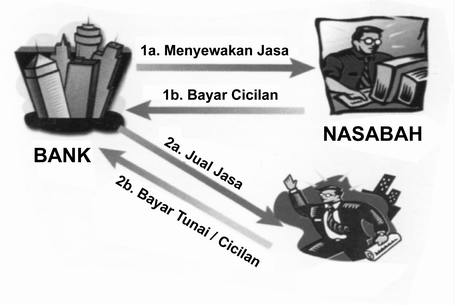 1a. Menyewakan Jasa
1b. Bayar Cicilan
BANK
NASABAH
2a. Jual Jasa
2b. Bayar Tunai / Cicilan